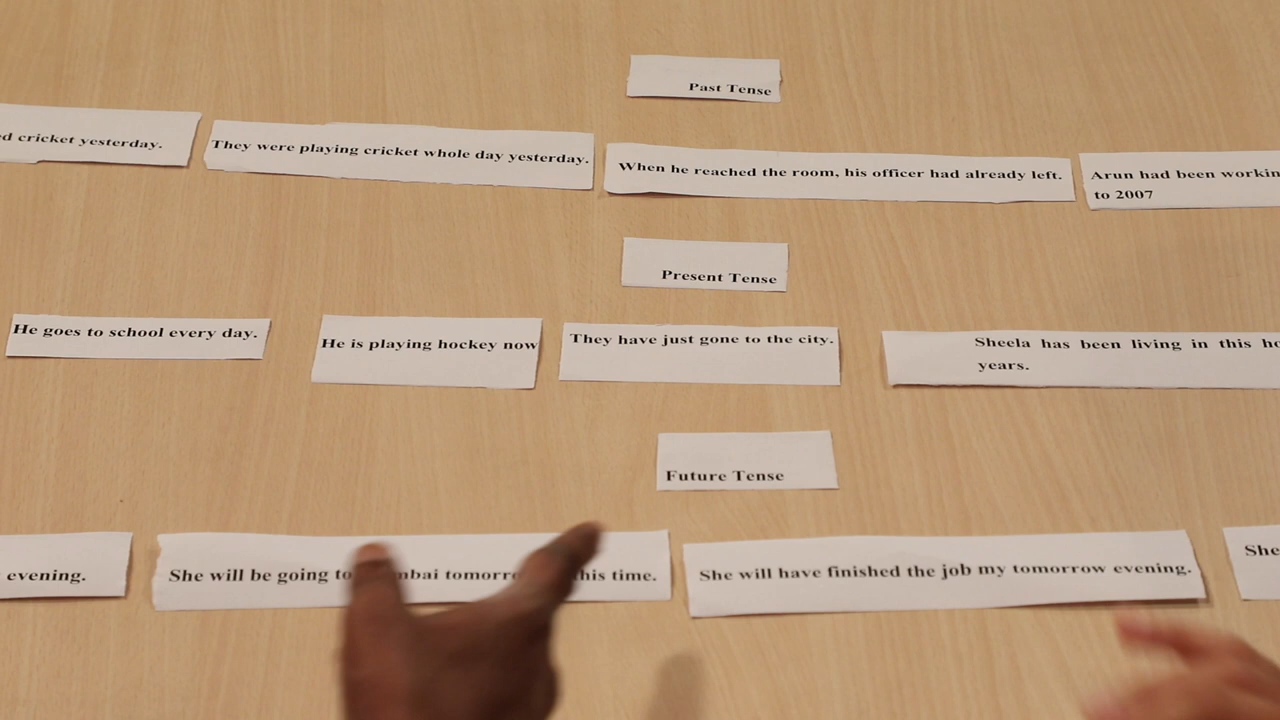 Past Tense
cricket yesterday.
They were playing cricket whole day yesterday.
When he reached the room, his officer had already left.
Arun had been
to 2007
Present Tense
He goes to school every day.
He is playing hockey now
They have just gone to the city.
Sheela has been living in this
years.
Future Tense
evening.
She will be going to this time.
She will have finished the job my tomorrow evening.
She